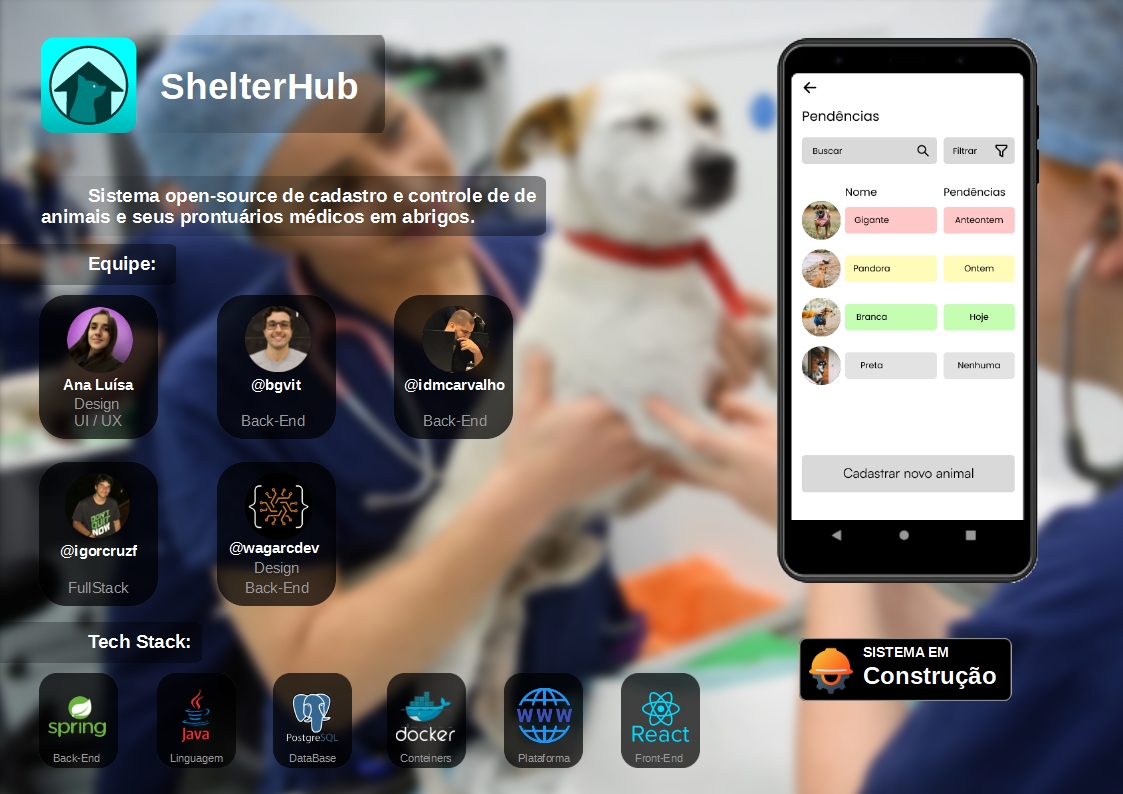 ShelterHub
Sistema open-source de cadastro e controle de de
animais e seus prontuários médicos em abrigos.
Equipe:
Ana Luísa
Design
UI / UX
@bgvit
Back-End
@idmcarvalho
Back-End
DON'T
QUIT
NOW
@igorcruzf
FullStack
@wagarcdev
Design
Back-End
Tech Stack:
spring
Back-End
Java
Linguagem
PostgreSQL
DataBase
docker
Conteiners
WWW
Plataforma
React
Front-End
Pendências
Buscar
Filtrar
Nome Pendências
Gigante Anteontem
Pandora Ontem
Branca Hoje
Preta Nenhuma
Cadastrar novo animal
SISTEMA EM
Construção